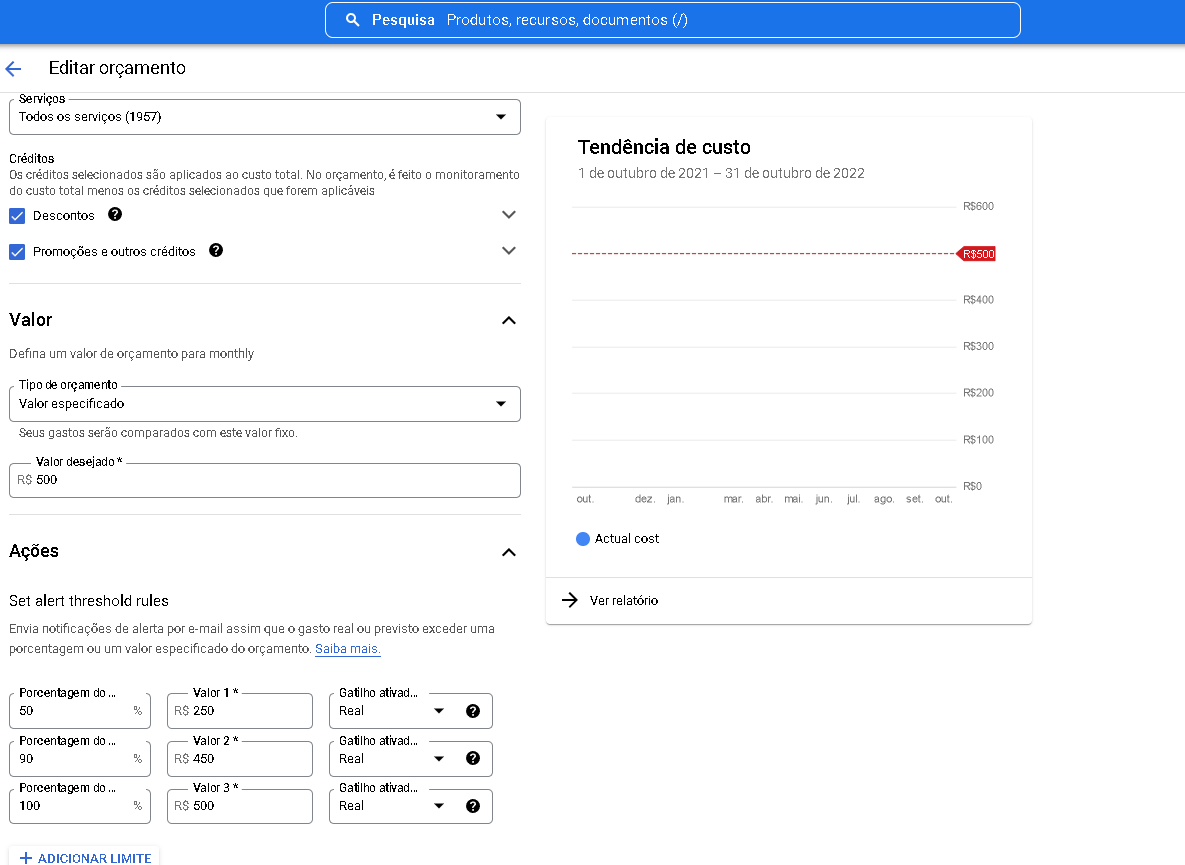 Pesquisa Produtos, recursos, documentos (/)
Editar orçamento
Serviços
Todos os serviços (1957)
Créditos
Os créditos selecionados são aplicados ao custo total. No orçamento, é feito o monitoramento
do custo total menos os créditos selecionados que forem aplicáveis
Descontos
Promoções e outros créditos
Valor
Defina um valor de orçamento para monthly
Tipo de orçamento
Valor especificado
Seus gastos serão comparados com este valor fixo.
Valor desejado *
R$ 500
Ações
Set alert threshold rules
Envia notificações de alerta por e-mail assim que o gasto real ou previsto exceder uma
porcentagem ou um valor especificado do orçamento. Saiba mais.
Porcentagem do ... Valor 1 * Gatilho ativad...
50 % R$ 250 Real
Porcentagem do ... Valor 2 * Gatilho ativad...
90 % R$ 450 Real
Porcentagem do ... Valor 3 * Gatilho ativad...
100 % R$ 500 Real
+ ADICIONAR LIMITE
Tendência de custo
1 de outubro de 2021 – 31 de outubro de 2022
R$600
R$500
R$400
R$300
R$200
R$100
R$0
out. dez. jan. mar. abr. mai. jun. jul. ago. set. out.
Actual cost
Ver relatório